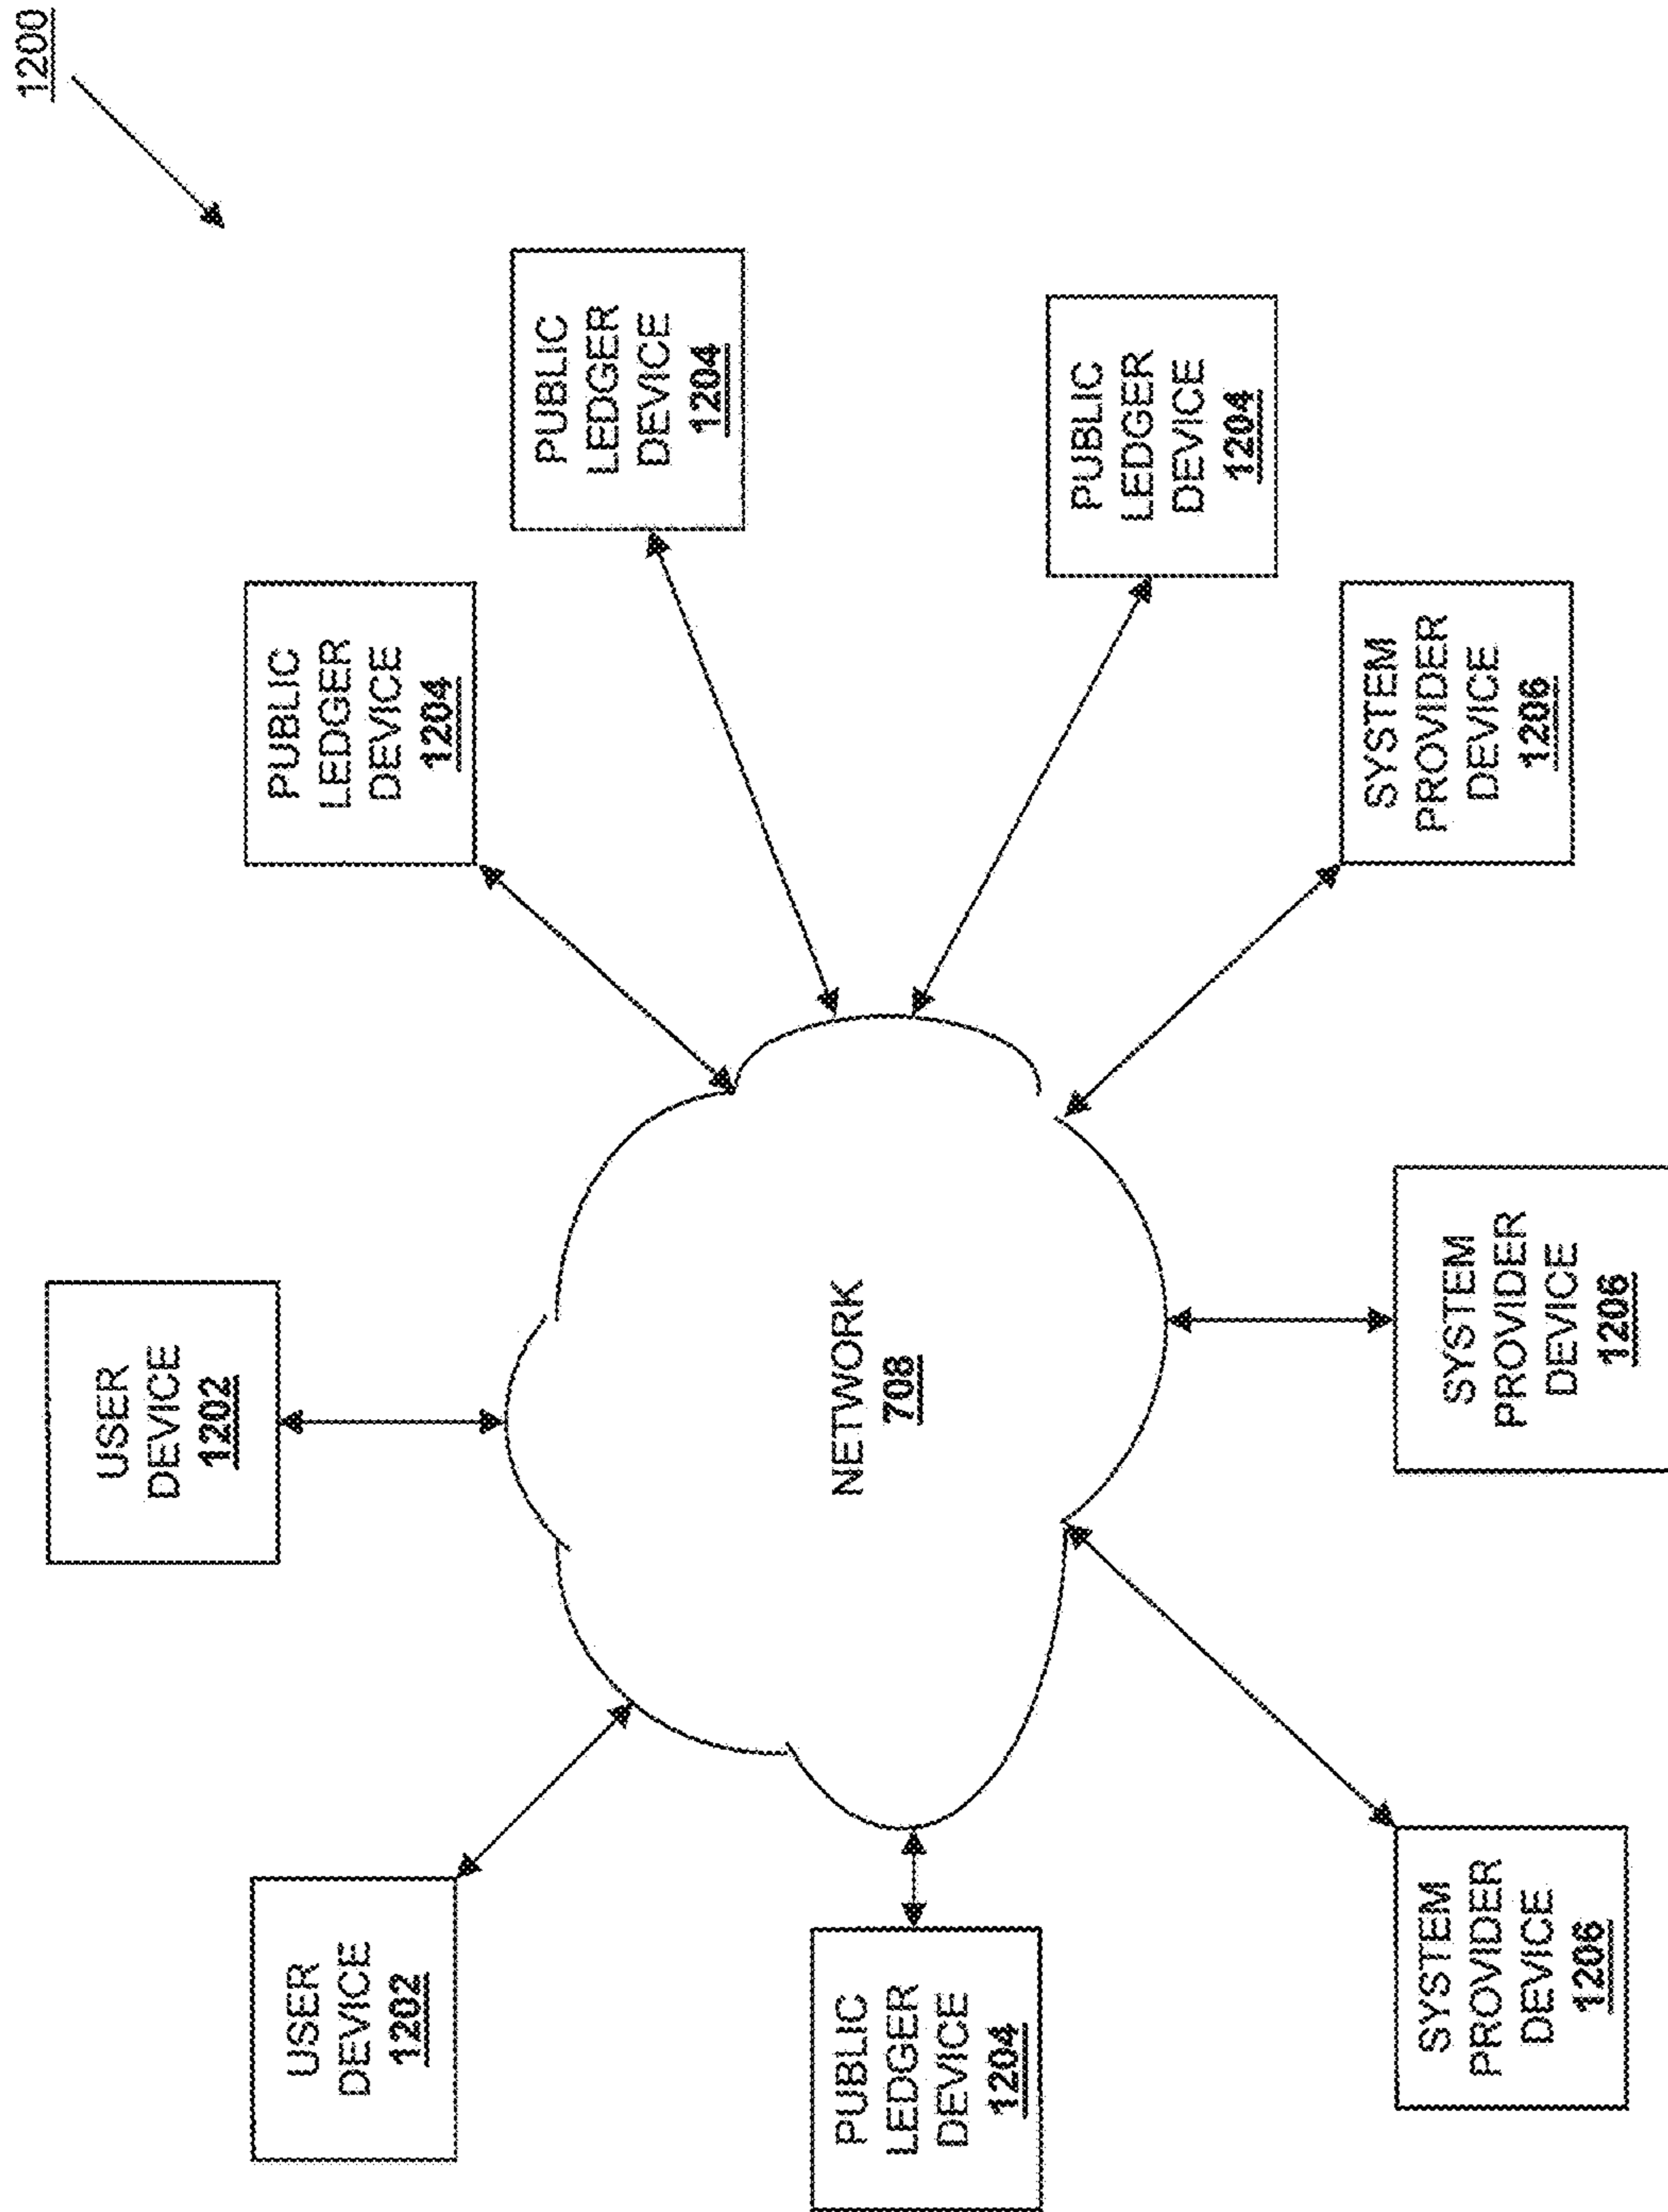 1200
USER
DEVICE
1202
USER
DEVICE
1202
PUBLIC
LEDGER
DEVICE
1204
PUBLIC
LEDGER
DEVICE
1204
PUBLIC
LEDGER
DEVICE
1204
NETWORK
708
PUBLIC
LEDGER
DEVICE
1204
SYSTEM
PROVIDER
DEVICE
1206
SYSTEM
PROVIDER
DEVICE
1206
SYSTEM
PROVIDER
DEVICE
1206